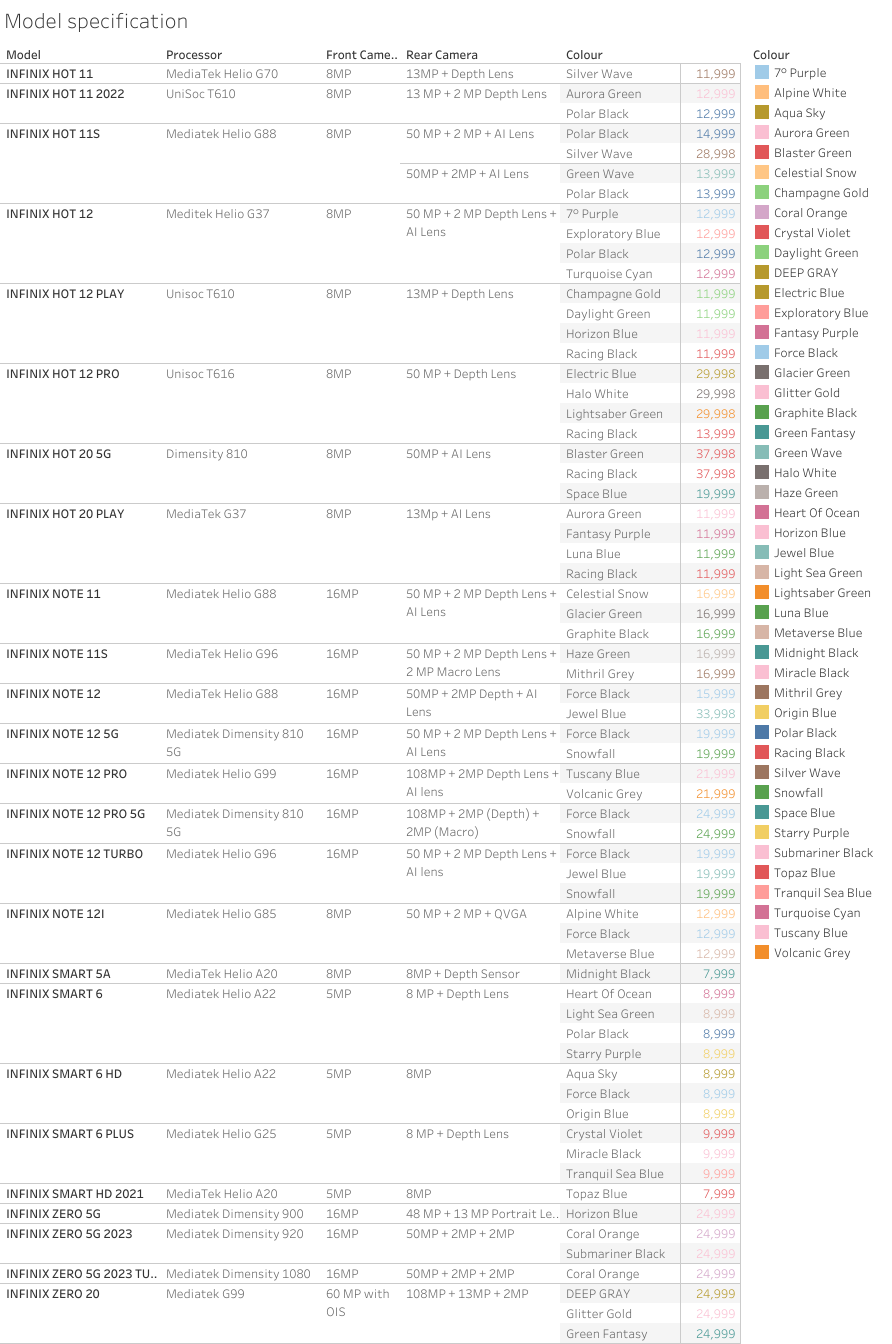 Model specification
Model Processor Front Came.. Rear Camera Colour Colour
INFINIX HOT 11 MediaTek Helio G70 8MP 13MP + Depth Lens Silver Wave 11,999 7º Purple
INFINIX HOT 11 2022 UniSoc T610 8MP 13 MP + 2 MP Depth Lens Aurora Green 12,999 Alpine White
Polar Black 12,999 Aqua Sky
INFINIX HOT 11S Mediatek Helio G88 8MP 50 MP + 2 MP + AI Lens Polar Black 14,999 Aurora Green
Silver Wave 28,998 Blaster Green
50MP + 2MP + AI Lens Green Wave 13,999 Celestial Snow
Polar Black 13,999 Champagne Gold
INFINIX HOT 12 Meditek Helio G37 8MP 50 MP + 2 MP Depth Lens + 7º Purple 12,999 Coral Orange
AI Lens Exploratory Blue 12,999 Crystal Violet
Polar Black 12,999 Daylight Green
Turquoise Cyan 12,999 DEEP GRAY
INFINIX HOT 12 PLAY Unisoc T610 8MP 13MP + Depth Lens Champagne Gold 11,999 Electric Blue
Daylight Green 11,999 Exploratory Blue
Horizon Blue 11,999 Fantasy Purple
Racing Black 11,999 Force Black
INFINIX HOT 12 PRO Unisoc T616 8MP 50 MP + Depth Lens Electric Blue 29,998 Glacier Green
Halo White 29,998 Glitter Gold
Lightsaber Green 29,998 Graphite Black
Racing Black 13,999 Green Fantasy
INFINIX HOT 20 5G Dimensity 810 8MP 50MP + AI Lens Blaster Green 37,998 Green Wave
Racing Black 37,998 Halo White
Space Blue 19,999 Haze Green
INFINIX HOT 20 PLAY MediaTek G37 8MP 13Mp + AI Lens Aurora Green 11,999 Heart Of Ocean
Fantasy Purple 11,999 Horizon Blue
Luna Blue 11,999 Jewel Blue
Racing Black 11,999 Light Sea Green
INFINIX NOTE 11 Mediatek Helio G88 16MP 50 MP + 2 MP Depth Lens + Celestial Snow 16,999 Lightsaber Green
AI Lens Glacier Green 16,999 Luna Blue
Graphite Black 16,999 Metaverse Blue
INFINIX NOTE 11S MediaTek Helio G96 16MP 50 MP + 2 MP Depth Lens + Haze Green 16,999 Midnight Black
2 MP Macro Lens Mithril Grey 16,999 Miracle Black
INFINIX NOTE 12 MediaTek Helio G88 16MP 50MP + 2MP Depth + AI Force Black 15,999 Mithril Grey
Lens Jewel Blue 33,998 Origin Blue
INFINIX NOTE 12 5G Mediatek Dimensity 810 16MP 50 MP + 2 MP Depth Lens + Force Black 19,999 Polar Black
5G AI Lens Snowfall 19,999 Racing Black
INFINIX NOTE 12 PRO Mediatek Helio G99 16MP 108MP + 2MP Depth Lens + Tuscany Blue 21,999 Silver Wave
AI lens Volcanic Grey 21,999 Snowfall
INFINIX NOTE 12 PRO 5G Mediatek Dimensity 810 16MP 108MP + 2MP (Depth) + Force Black 24,999 Space Blue
5G 2MP (Macro) Snowfall 24,999 Starry Purple
INFINIX NOTE 12 TURBO Mediatek Helio G96 16MP 50 MP + 2 MP Depth Lens + Force Black 19,999 Submariner Black
AI lens Jewel Blue 19,999 Topaz Blue
Snowfall 19,999 Tranquil Sea Blue
INFINIX NOTE 12I Mediatek Helio G85 8MP 50 MP + 2 MP + QVGA Alpine White 12,999 Turquoise Cyan
Force Black 12,999 Tuscany Blue
Metaverse Blue 12,999 Volcanic Grey
INFINIX SMART 5A MediaTek Helio A20 8MP 8MP + Depth Sensor Midnight Black 7,999
INFINIX SMART 6 Mediatek Helio A22 5MP 8 MP + Depth Lens Heart Of Ocean 8,999
Light Sea Green 8,999
Polar Black 8,999
Starry Purple 8,999
INFINIX SMART 6 HD Mediatek Helio A22 5MP 8MP Aqua Sky 8,999
Force Black 8,999
Origin Blue 8,999
INFINIX SMART 6 PLUS Mediatek Helio G25 5MP 8 MP + Depth Lens Crystal Violet 9,999
Miracle Black 9,999
Tranquil Sea Blue 9,999
INFINIX SMART HD 2021 MediaTek Helio A20 5MP 8MP Topaz Blue 7,999
INFINIX ZERO 5G Mediatek Dimensity 900 16MP 48 MP + 13 MP Portrait Le.. Horizon Blue 24,999
INFINIX ZERO 5G 2023 Mediatek Dimensity 920 16MP 50MP + 2MP + 2MP Coral Orange 24,999
Submariner Black 24,999
INFINIX ZERO 5G 2023 TU.. Mediatek Dimensity 1080 16MP 50MP + 2MP + 2MP Coral Orange 24,999
INFINIX ZERO 20 Mediatek G99 60 MP with 108MP + 13MP + 2MP DEEP GRAY 24,999
OIS Glitter Gold 24,999
Green Fantasy 24,999